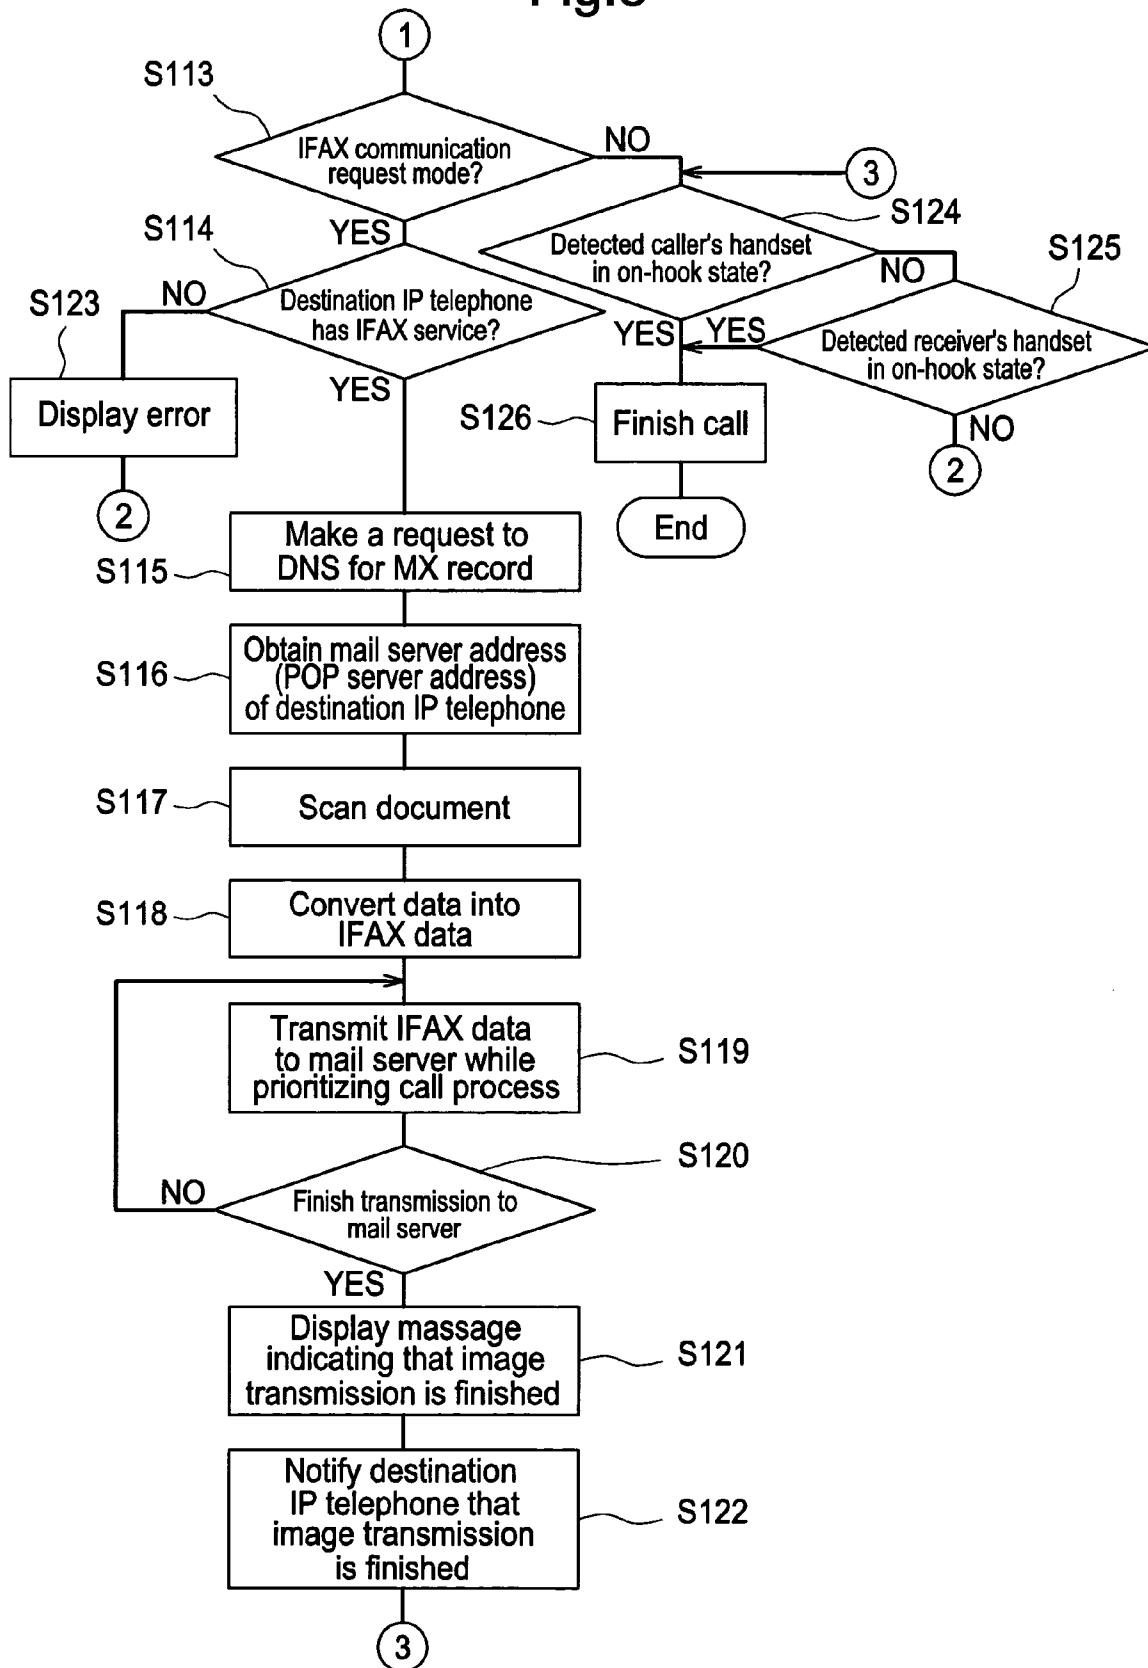 1
S113
IFAX communication
request mode?
NO
3
YES
S124
S114
Detected caller's handset
in on-hook state?
S125
NO
NO
Destination IP telephone
has IFAX service?
S123
YES
YES
Detected receiver's handset
in on-hook state?
YES
Display error
S126
Finish call
NO
2
2
End
Make a request to
DNS for MX record
S115
Obtain mail server address
(POP server address)
of destination IP telephone
S116
Scan document
S117
Convert data into
IFAX data
S118
Transmit IFAX data
to mail server while
prioritizing call process
S119
S120
NO
Finish transmission to
mail server
YES
Display massage
indicating that image
transmission is finished
S121
Notify destination
IP telephone that
image transmission
is finished
S122
3